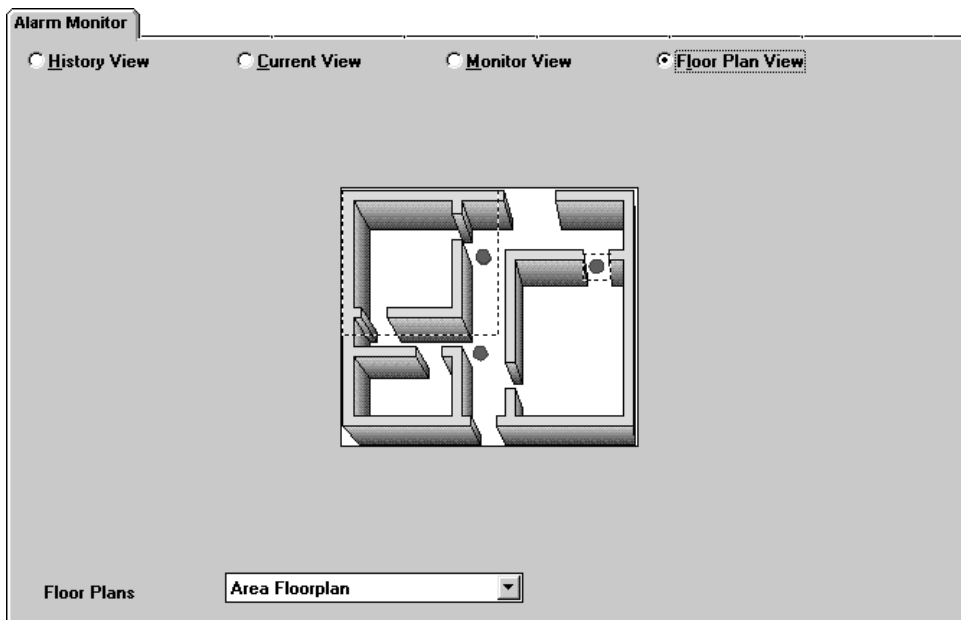 Alarm Monitor
History View
Current View
Monitor View
Floor Plan View
Floor Plans
Area Floorplan